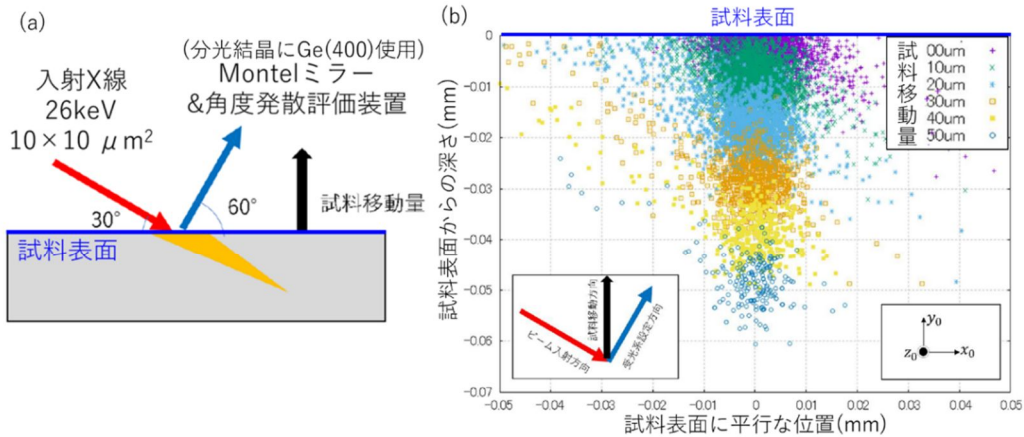 (a)
(分光結晶にGe(400)使用)
Montelミラー
&角度発散評価装置
入射X線
26keV
10×10 μm2
30°
60°
試料移動量
試料表面
(b)
試料表面
試料表面からの深さ(mm)
0
-0.01
-0.02
-0.03
-0.04
-0.05
-0.06
-0.07
試料移動量
00um
10um
20um
30um
40um
50um
ビーム入射方向
試料移動方向
受光系設定方向
y0
z0
x0
-0.05
-0.04
-0.03
-0.02
-0.01
0
0.01
0.02
0.03
0.04
0.05
試料表面に平行な位置(mm)